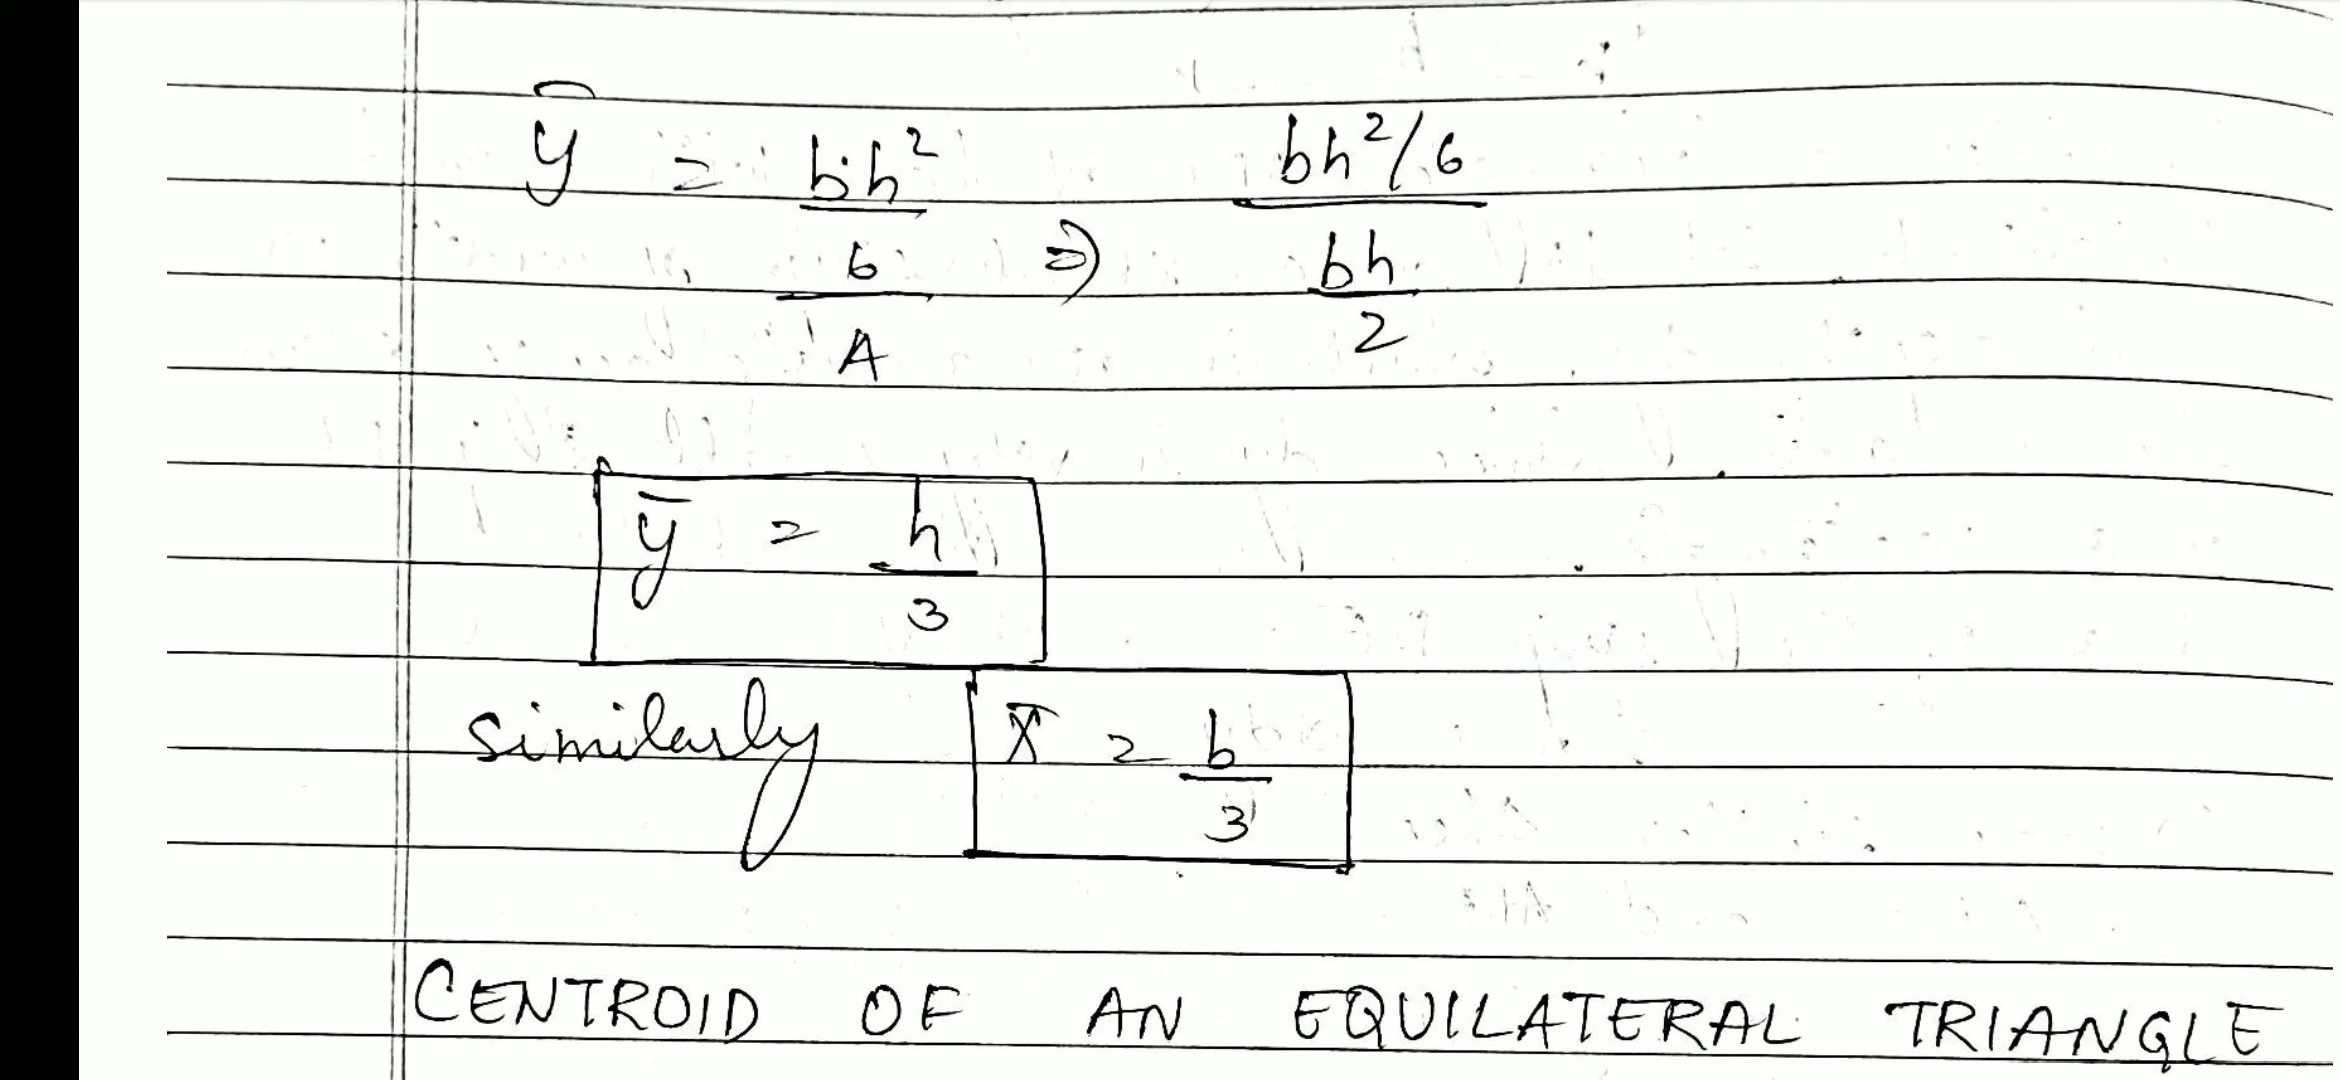 ȳ = bh²/6 / A ⇒ bh²/6 / bh/2
ȳ = h/3
similarly x̄ = b/3
CENTROID OF AN EQUILATERAL TRIANGLE